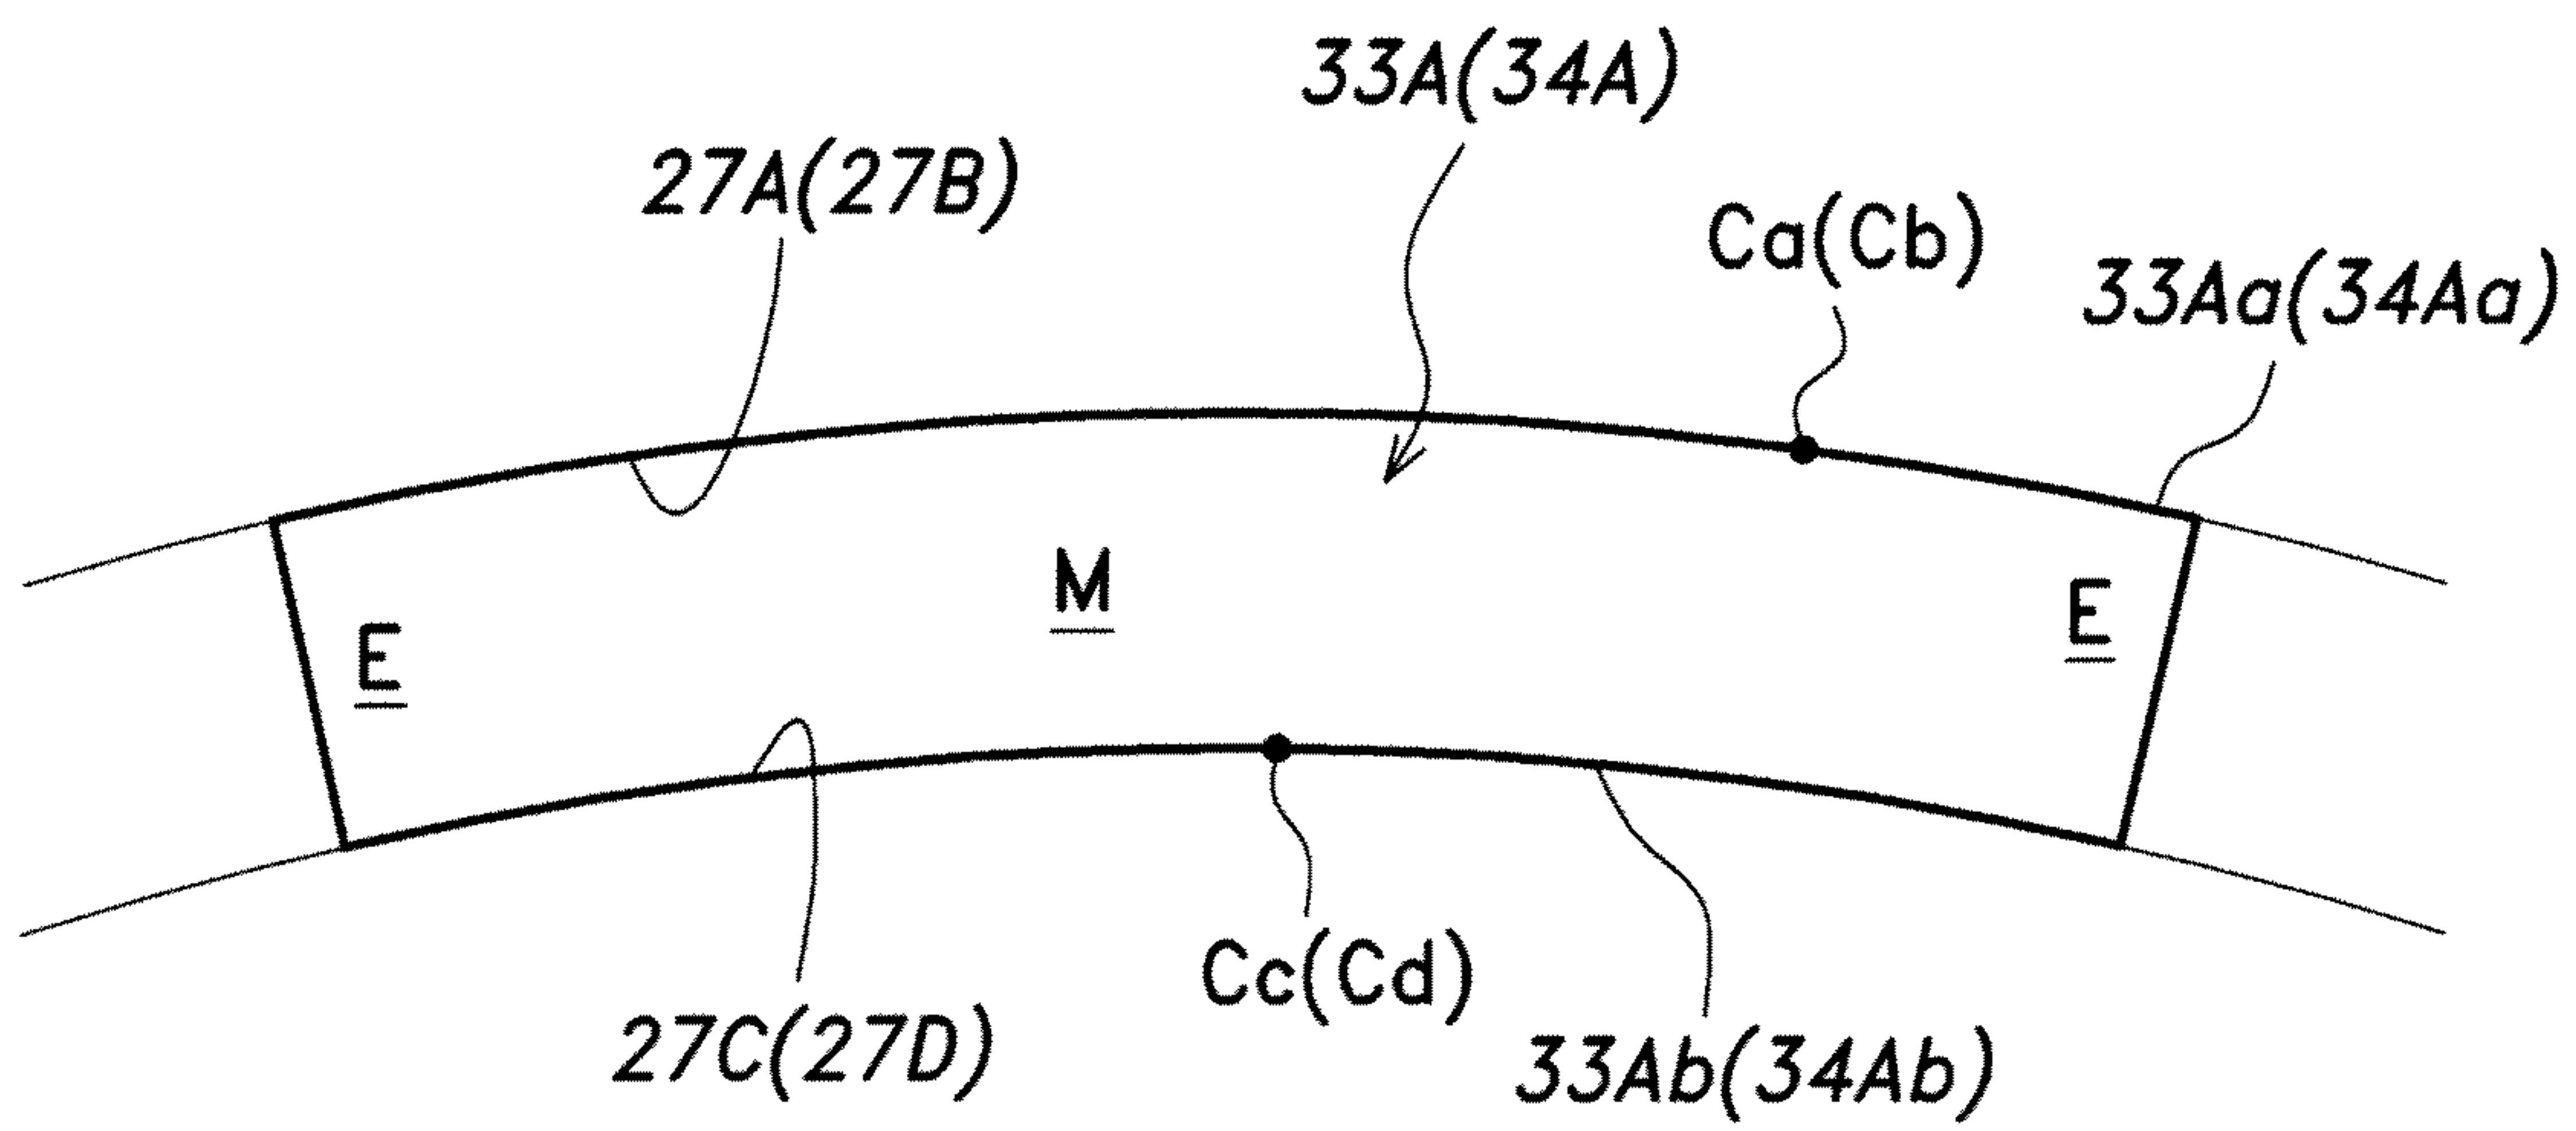 33A(34A)
27A(27B)
Ca(Cb)
33Aa(34Aa)
M
E
E
Cc(Cd)
27C(27D)
33Ab(34Ab)